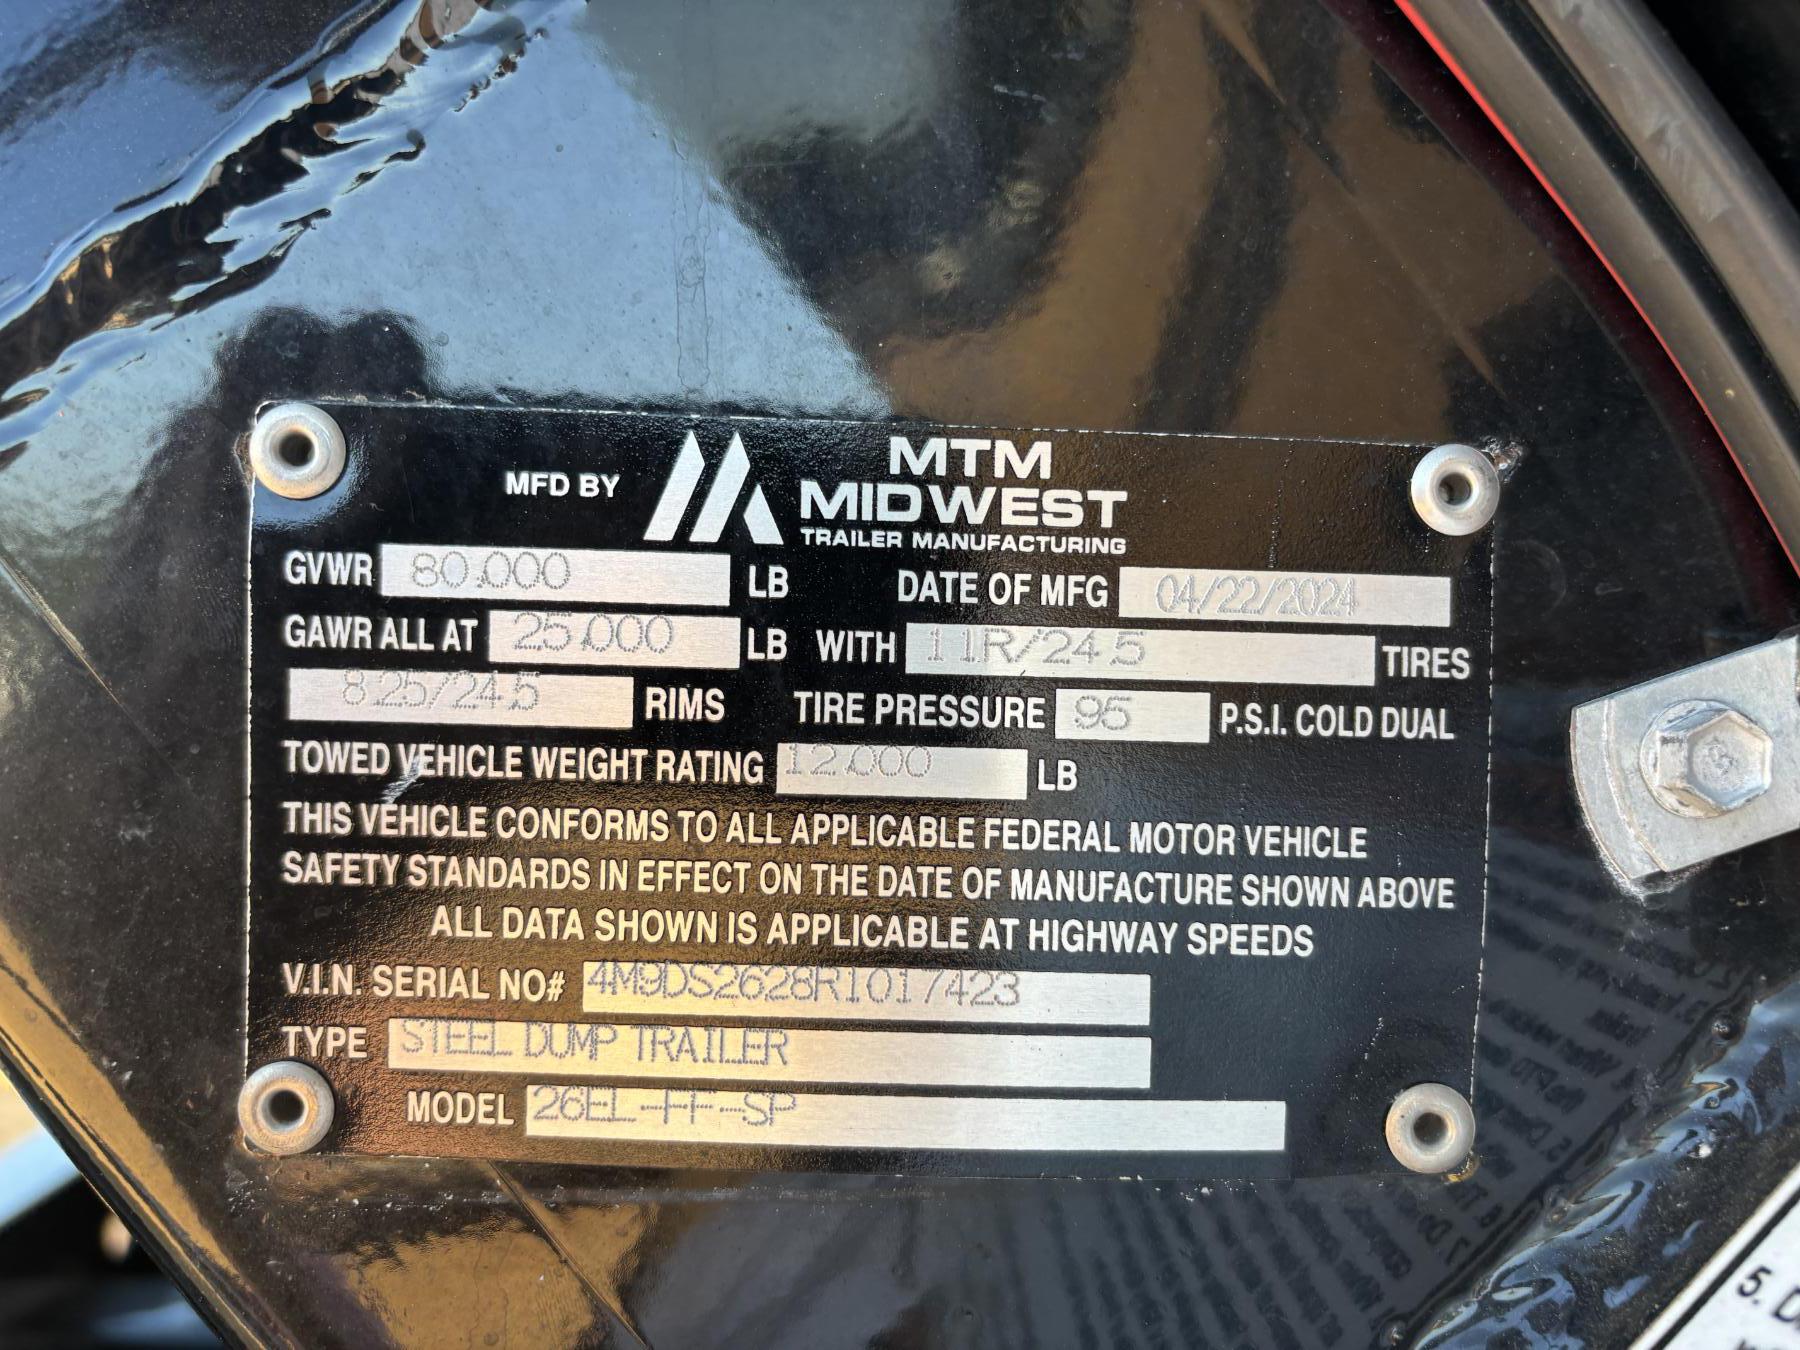 MFD BY MTM
MIDWEST
TRAILER MANUFACTURING
GVWR 80,000 LB DATE OF MFG 04/22/2024
GAWR ALL AT 25,000 LB WITH 11R/24.5 TIRES
8.25/24.5 RIMS TIRE PRESSURE 95 P.S.I. COLD DUAL
TOWED VEHICLE WEIGHT RATING 12,000 LB
THIS VEHICLE CONFORMS TO ALL APPLICABLE FEDERAL MOTOR VEHICLE
SAFETY STANDARDS IN EFFECT ON THE DATE OF MANUFACTURE SHOWN ABOVE
ALL DATA SHOWN IS APPLICABLE AT HIGHWAY SPEEDS
V.I.N. SERIAL NO# 4M9DS2628R1017423
TYPE STEEL DUMP TRAILER
MODEL 26EL-FF-SP
5.